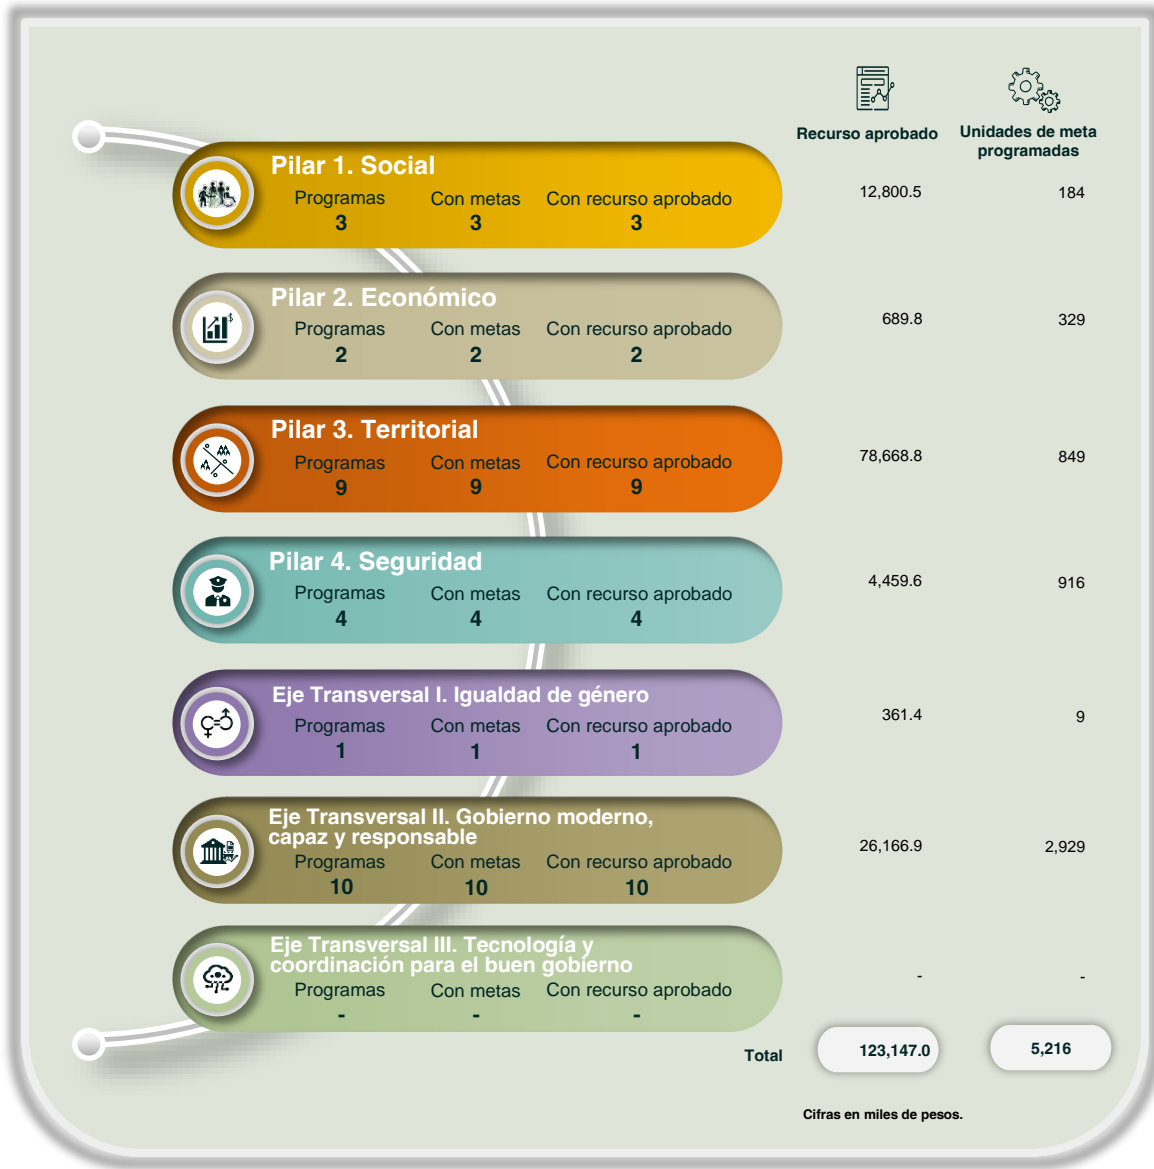 Recurso aprobado
Unidades de meta
programadas
Pilar 1. Social
Programas Con metas Con recurso aprobado
3 3 3
12,800.5 184
Pilar 2. Económico
Programas Con metas Con recurso aprobado
2 2 2
689.8 329
Pilar 3. Territorial
Programas Con metas Con recurso aprobado
9 9 9
78,668.8 849
Pilar 4. Seguridad
Programas Con metas Con recurso aprobado
4 4 4
4,459.6 916
Eje Transversal I. Igualdad de género
Programas Con metas Con recurso aprobado
1 1 1
361.4 9
Eje Transversal II. Gobierno moderno,
capaz y responsable
Programas Con metas Con recurso aprobado
10 10 10
26,166.9 2,929
Eje Transversal III. Tecnología y
coordinación para el buen gobierno
Programas Con metas Con recurso aprobado
- - -
- -
Total 123,147.0 5,216
Cifras en miles de pesos.